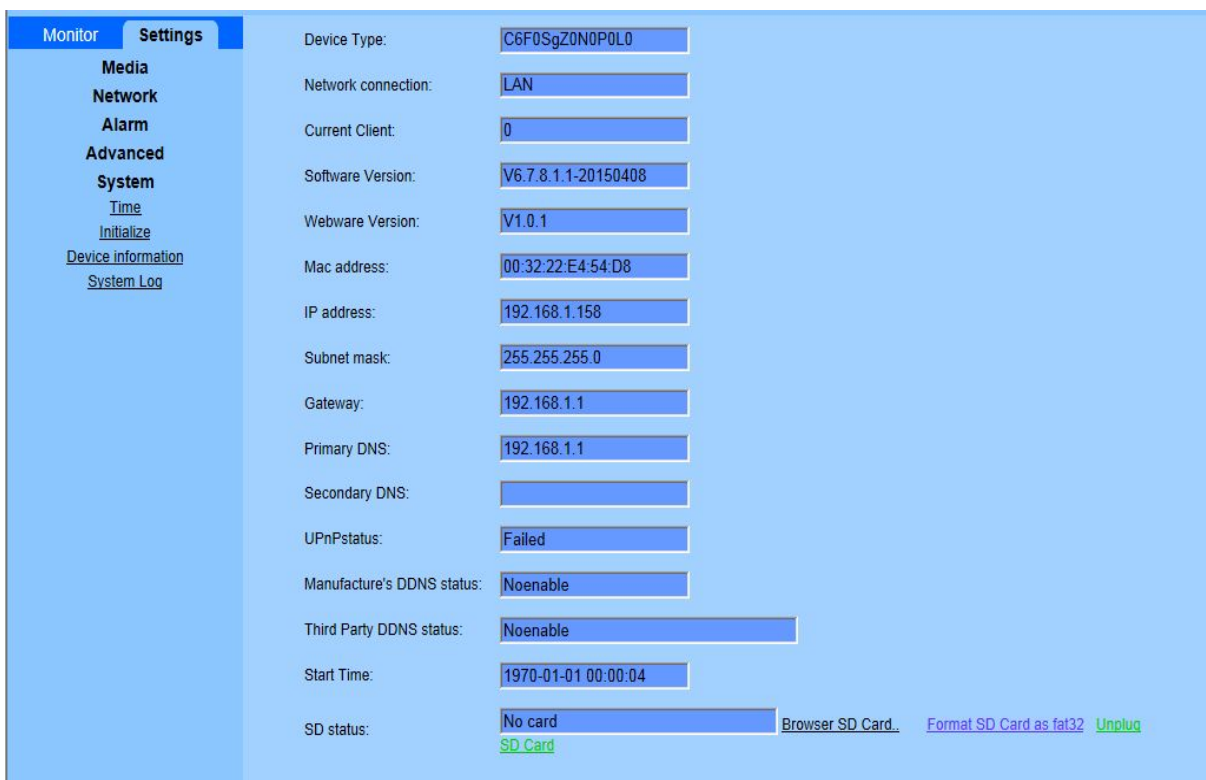 Monitor Settings
Media
Network
Alarm
Advanced
System
Time
Initialize
Device information
System Log
Device Type: C6F0SgZ0N0P0L0
Network connection: LAN
Current Client: 0
Software Version: V6.7.8.1.1-20150408
Webware Version: V1.0.1
Mac address: 00:32:22:E4:54:D8
IP address: 192.168.1.158
Subnet mask: 255.255.255.0
Gateway: 192.168.1.1
Primary DNS: 192.168.1.1
Secondary DNS:
UPnPstatus: Failed
Manufacture's DDNS status: Noenable
Third Party DDNS status: Noenable
Start Time: 1970-01-01 00:00:04
SD status: No card Browser SD Card.. Format SD Card as fat32 Unplug
SD Card